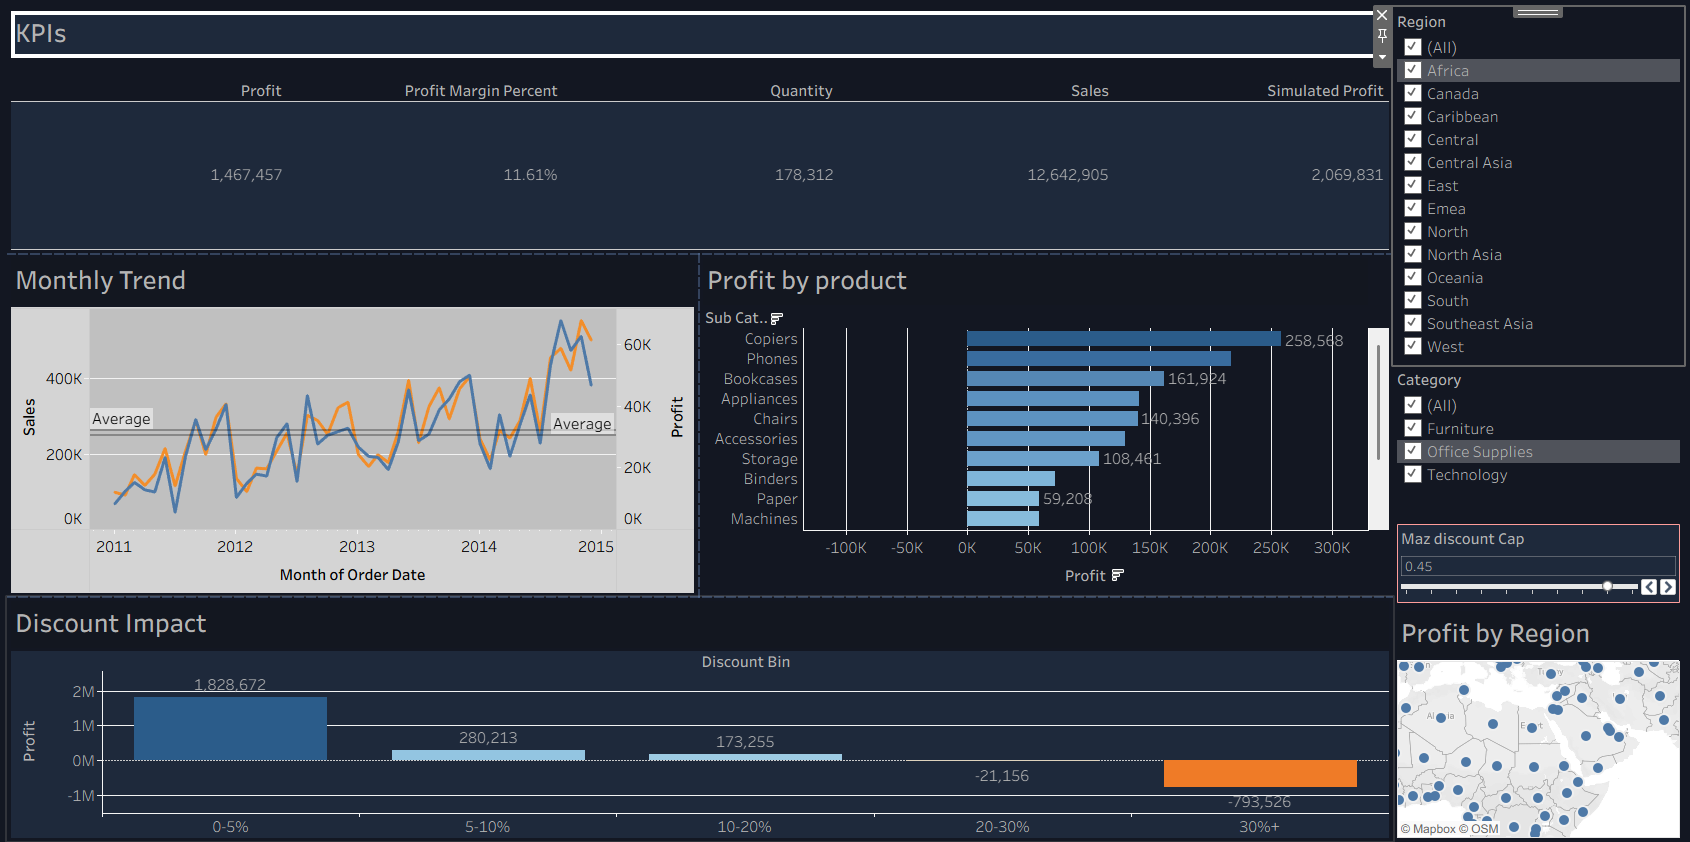 KPIs
Profit
Profit Margin Percent
Quantity
Sales
Simulated Profit
1,467,457
11.61%
178,312
12,642,905
2,069,831
Region
(All)
Africa
Canada
Caribbean
Central
Central Asia
East
Emea
North
North Asia
Oceania
South
Southeast Asia
West
Category
(All)
Furniture
Office Supplies
Technology
Maz discount Cap
0.45
Monthly Trend
Sales
400K
200K
0K
Average
Average
60K
40K
20K
0K
Profit
2011
2012
2013
2014
2015
Month of Order Date
Profit by product
Sub Cat..
Copiers
258,568
Phones
Bookcases
161,924
Appliances
Chairs
140,396
Accessories
Storage
108,461
Binders
Paper
59,208
Machines
-100K
-50K
0K
50K
100K
150K
200K
250K
300K
Profit
Discount Impact
Discount Bin
Profit
2M
1M
0M
-1M
1,828,672
280,213
173,255
-21,156
-793,526
0-5%
5-10%
10-20%
20-30%
30%+
Profit by Region
© Mapbox © OSM